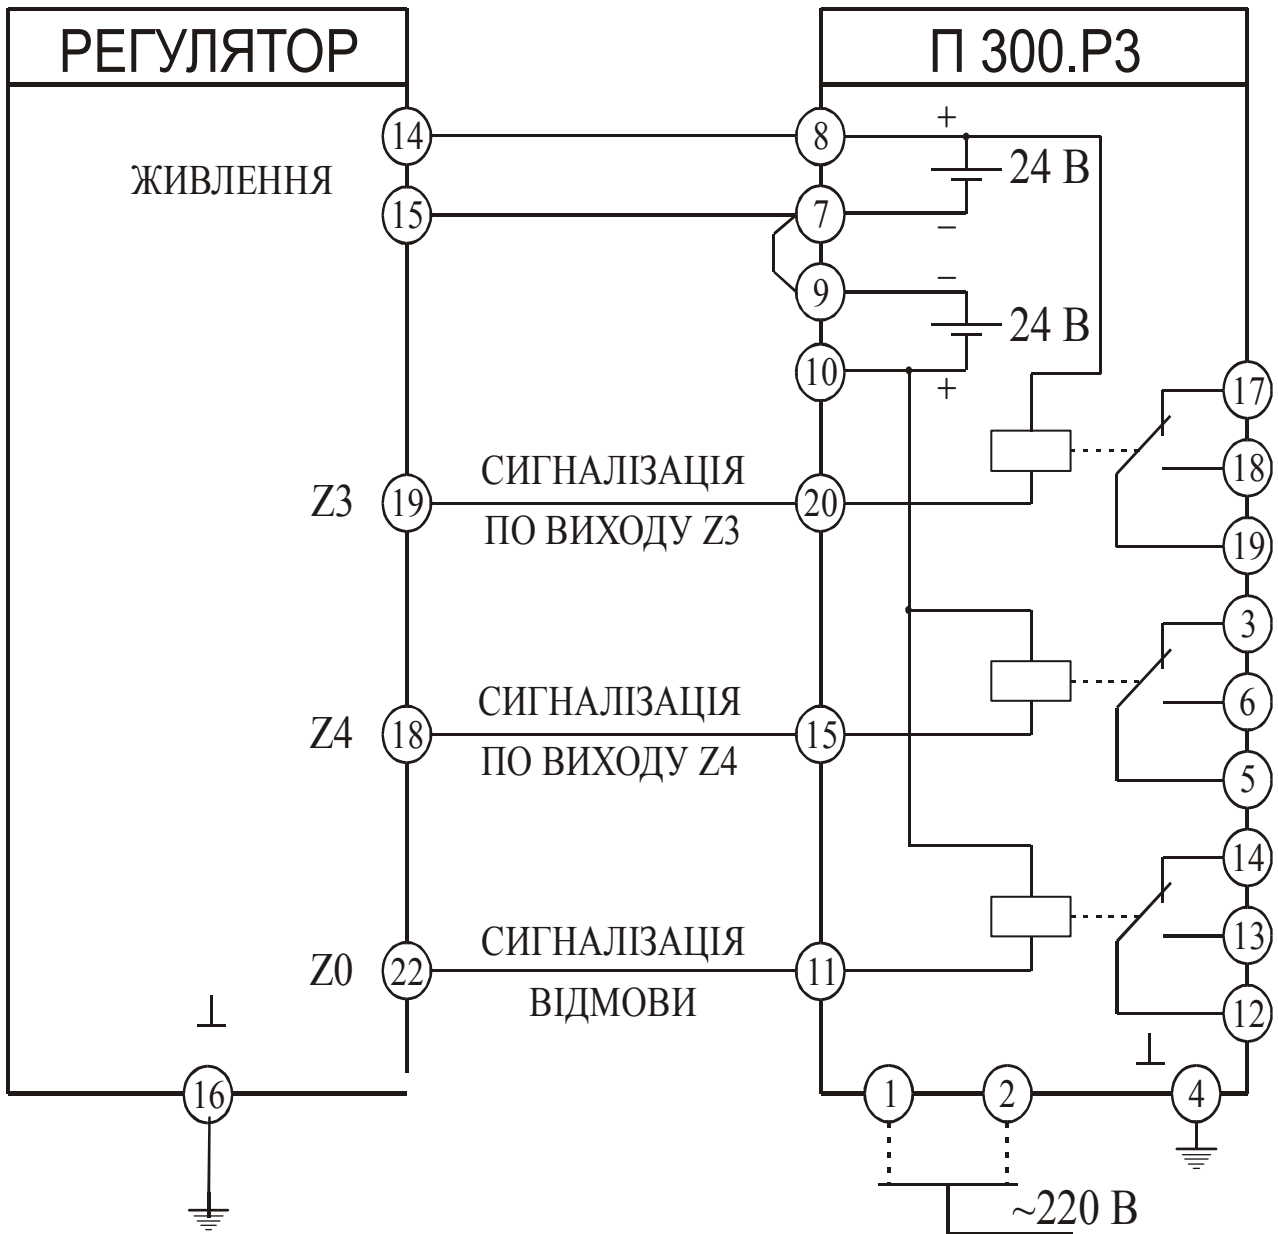 РЕГУЛЯТОР
П 300.Р3
14
8
+
ЖИВЛЕННЯ
24 В
15
7
−
9
−
24 В
10
+
17
18
19
Z3
19
СИГНАЛІЗАЦІЯ
ПО ВИХОДУ Z3
20
3
6
5
Z4
18
СИГНАЛІЗАЦІЯ
ПО ВИХОДУ Z4
15
14
13
12
Z0
22
СИГНАЛІЗАЦІЯ
ВІДМОВИ
11
16
1
2
4
~220 В